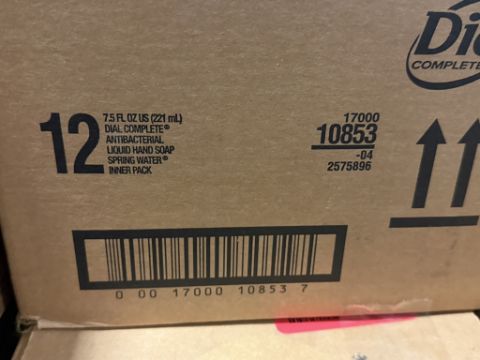 Dial
COMPLETE
12
7.5 FL OZ US (221 mL)
DIAL COMPLETE®
ANTIBACTERIAL
LIQUID HAND SOAP
SPRING WATER®
INNER PACK
17000
10853
-04
2575896
0 00 17000 10853 7